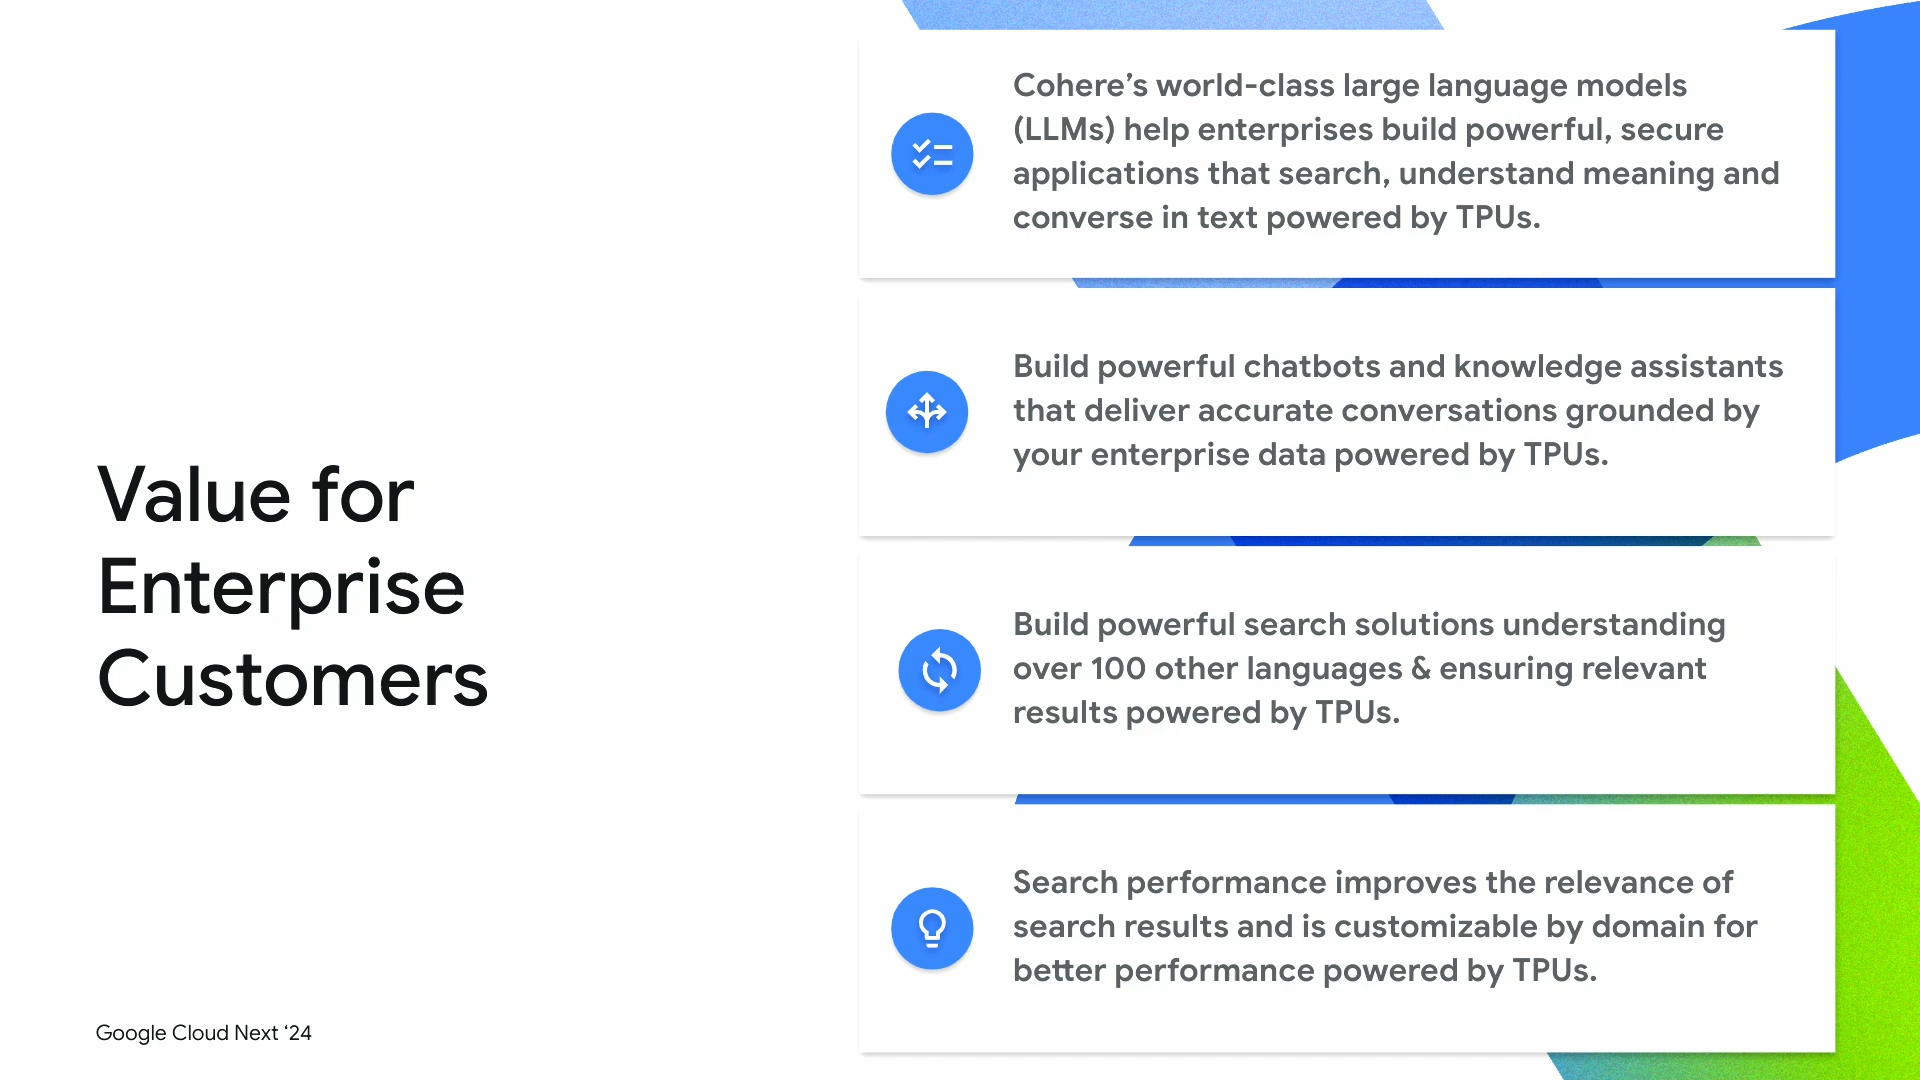 Value for
Enterprise
Customers
Cohere’s world-class large language models
(LLMs) help enterprises build powerful, secure
applications that search, understand meaning and
converse in text powered by TPUs.
Build powerful chatbots and knowledge assistants
that deliver accurate conversations grounded by
your enterprise data powered by TPUs.
Build powerful search solutions understanding
over 100 other languages & ensuring relevant
results powered by TPUs.
Search performance improves the relevance of
search results and is customizable by domain for
better performance powered by TPUs.
Google Cloud Next ‘24